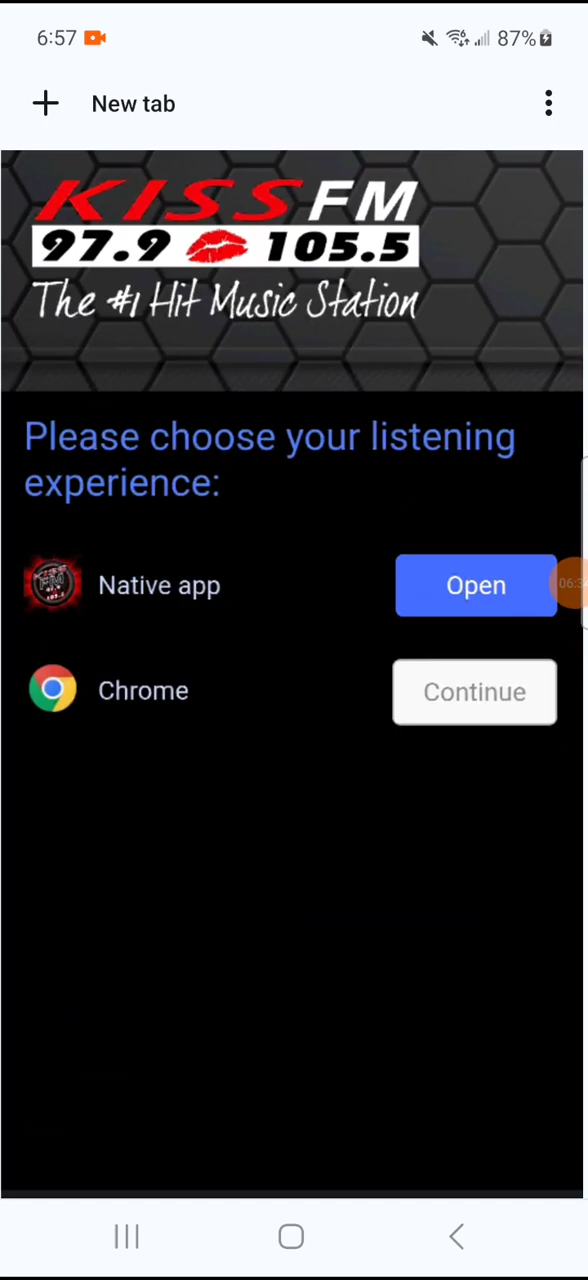 6:57 87%
New tab
KISS FM
97.9 105.5
The #1 Hit Music Station
Please choose your listening
experience:
Native app Open
Chrome Continue